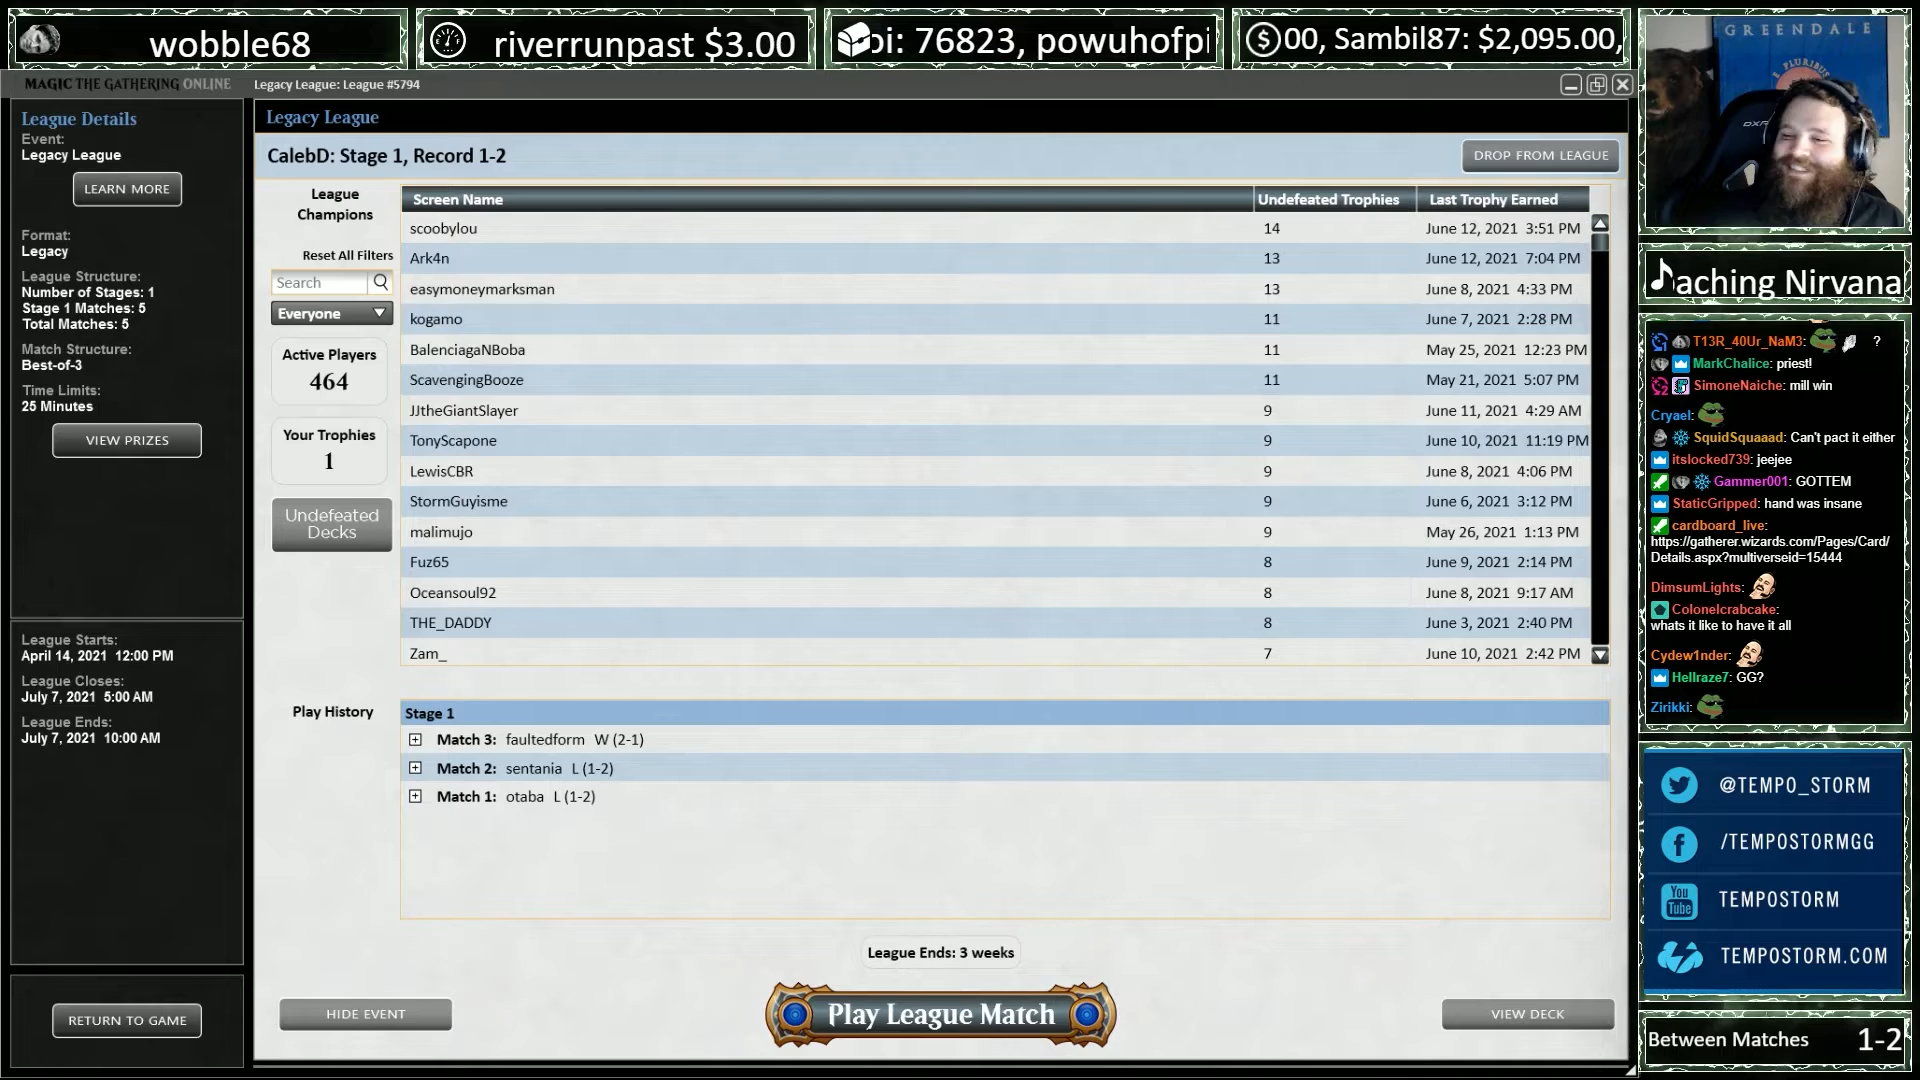 wobble68
riverrunpast $3.00
oi: 76823, powuhofpi
00, Sambil87: $2,095.00,
GREENDALE
E PLURIBUS
MAGIC THE GATHERING ONLINE
Legacy League: League #5794
League Details
Event:
Legacy League
LEARN MORE
Format:
Legacy
League Structure:
Number of Stages: 1
Stage 1 Matches: 5
Total Matches: 5
Match Structure:
Best-of-3
Time Limits:
25 Minutes
VIEW PRIZES
League Starts:
April 14, 2021 12:00 PM
League Closes:
July 7, 2021 5:00 AM
League Ends:
July 7, 2021 10:00 AM
RETURN TO GAME
Legacy League
CalebD: Stage 1, Record 1-2
DROP FROM LEAGUE
League
Champions
Reset All Filters
Search
Everyone
Active Players
464
Your Trophies
1
Undefeated
Decks
Screen Name Undefeated Trophies Last Trophy Earned
scoobylou 14 June 12, 2021 3:51 PM
Ark4n 13 June 12, 2021 7:04 PM
easymoneymarksman 13 June 8, 2021 4:33 PM
kogamo 11 June 7, 2021 2:28 PM
BalenciagaNBoba 11 May 25, 2021 12:23 PM
ScavengingBooze 11 May 21, 2021 5:07 PM
JJtheGiantSlayer 9 June 11, 2021 4:29 AM
TonyScapone 9 June 10, 2021 11:19 PM
LewisCBR 9 June 8, 2021 4:06 PM
StormGuyisme 9 June 6, 2021 3:12 PM
malimujo 9 May 26, 2021 1:13 PM
Fuz65 8 June 9, 2021 2:14 PM
Oceansoul92 8 June 8, 2021 9:17 AM
THE_DADDY 8 June 3, 2021 2:40 PM
Zam_ 7 June 10, 2021 2:42 PM
Play History
Stage 1
Match 3: faultedform W (2-1)
Match 2: sentania L (1-2)
Match 1: otaba L (1-2)
League Ends: 3 weeks
HIDE EVENT
Play League Match
VIEW DECK
aching Nirvana
T13R_40Ur_NaM3: ?
MarkChalice: priest!
SimoneNaiche: mill win
Cryael:
SquidSquaaad: Can't pact it either
itslocked739: jeejee
Gammer001: GOTTEM
StaticGripped: hand was insane
cardboard_live:
https://gatherer.wizards.com/Pages/Card/
Details.aspx?multiverseid=15444
DimsumLights:
Colonelcrabcake:
whats it like to have it all
Cydew1nder:
Hellraze7: GG?
Zirikki:
@TEMPO_STORM
/TEMPOSTORMGG
You
Tube
TEMPOSTORM
TEMPOSTORM.COM
Between Matches 1-2